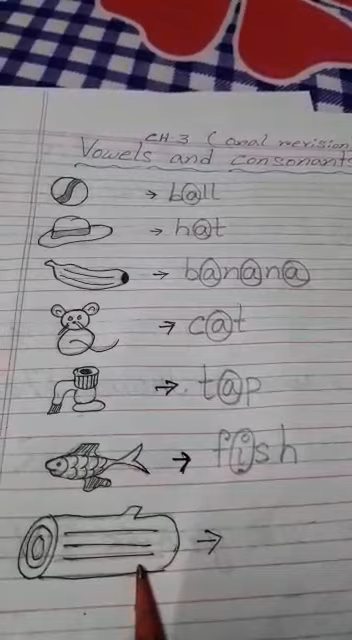 CH-3 (Oral revision
Vowels and consonants
→ ball
→ hat
→ banana
→ cat
→ tap
→ fish
→